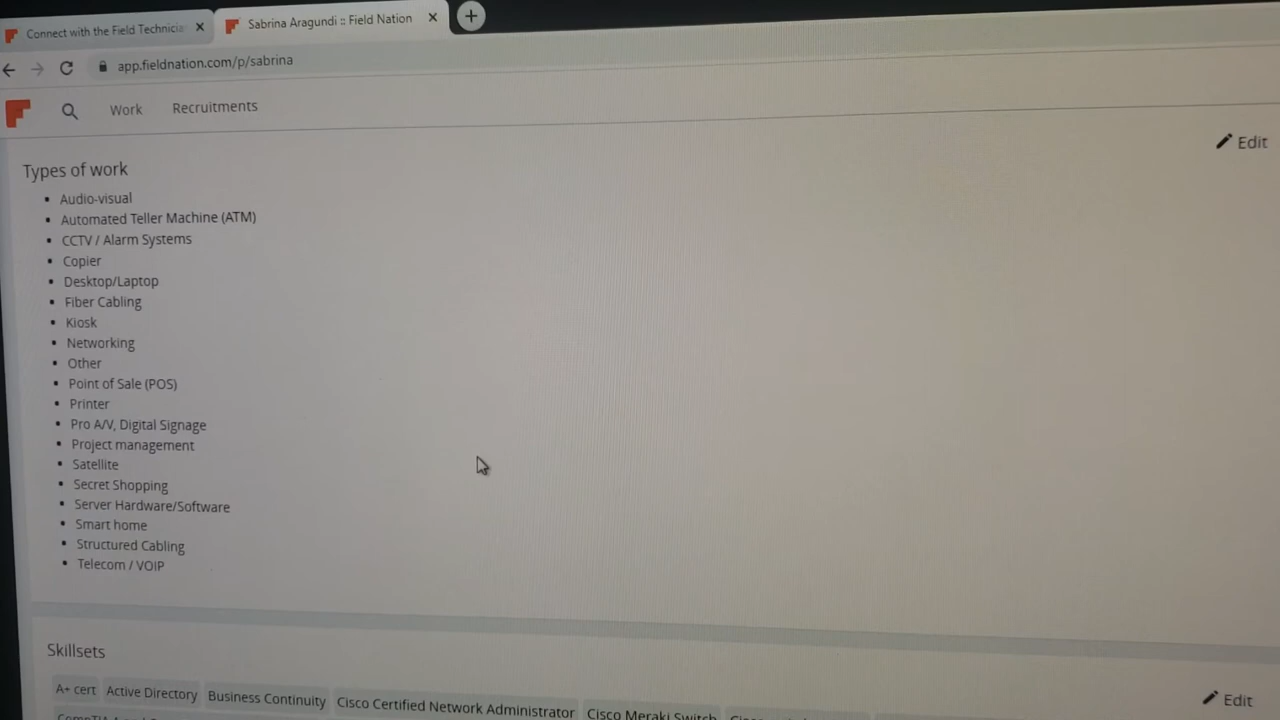 Connect with the Field Technicia
Sabrina Aragundi :: Field Nation
app.fieldnation.com/p/sabrina
Work
Recruitments
Edit
Types of work
Audio-visual
Automated Teller Machine (ATM)
CCTV / Alarm Systems
Copier
Desktop/Laptop
Fiber Cabling
Kiosk
Networking
Other
Point of Sale (POS)
Printer
Pro A/V, Digital Signage
Project management
Satellite
Secret Shopping
Server Hardware/Software
Smart home
Structured Cabling
Telecom / VOIP
Skillsets
Edit
A+ cert Active Directory Business Continuity Cisco Certified Network Administrator Cisco Meraki Switch